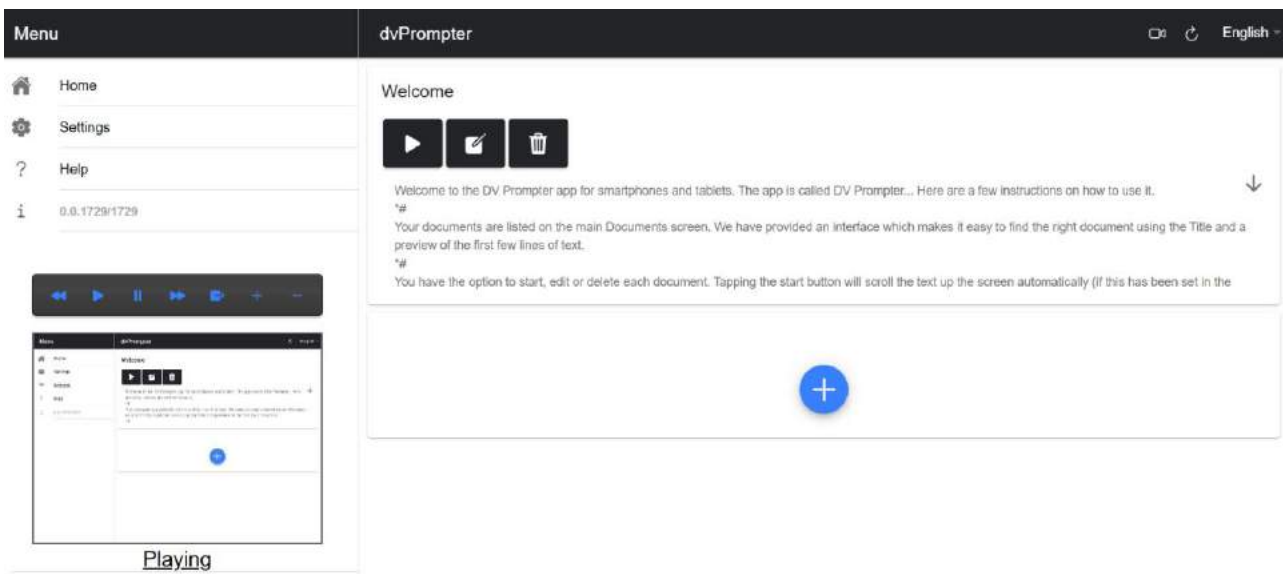 Menu
dvPrompter
English
Home
Settings
Help
0.0.1729/1729
Welcome
Welcome to the DV Prompter app for smartphones and tablets. The app is called DV Prompter... Here are a few instructions on how to use it.
*#
Your documents are listed on the main Documents screen. We have provided an interface which makes it easy to find the right document using the Title and a
preview of the first few lines of text.
*#
You have the option to start, edit or delete each document. Tapping the start button will scroll the text up the screen automatically (if this has been set in the
Menu
dvPrompter
Welcome
Playing